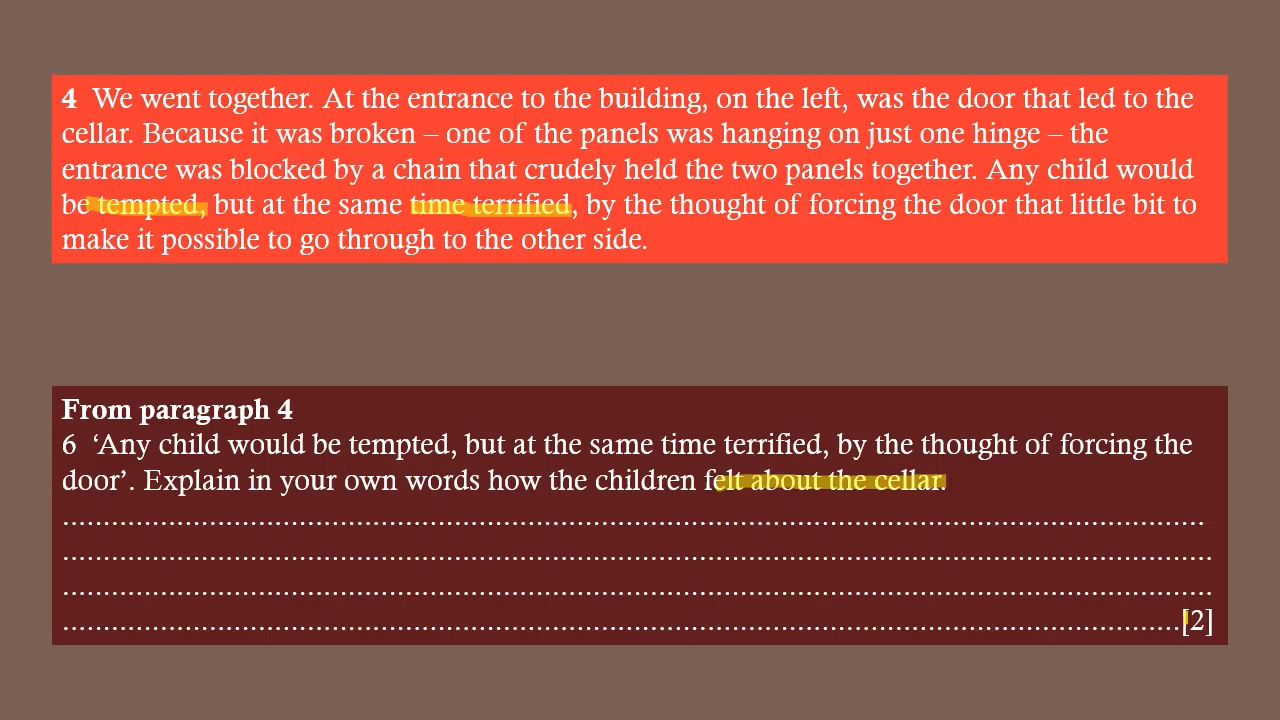 4 We went together. At the entrance to the building, on the left, was the door that led to the
cellar. Because it was broken – one of the panels was hanging on just one hinge – the
entrance was blocked by a chain that crudely held the two panels together. Any child would
be tempted, but at the same time terrified, by the thought of forcing the door that little bit to
make it possible to go through to the other side.
From paragraph 4
6 ‘Any child would be tempted, but at the same time terrified, by the thought of forcing the
door’. Explain in your own words how the children felt about the cellar.
................................................................................................................................................
................................................................................................................................................
................................................................................................................................................
............................................................................................................................................[2]